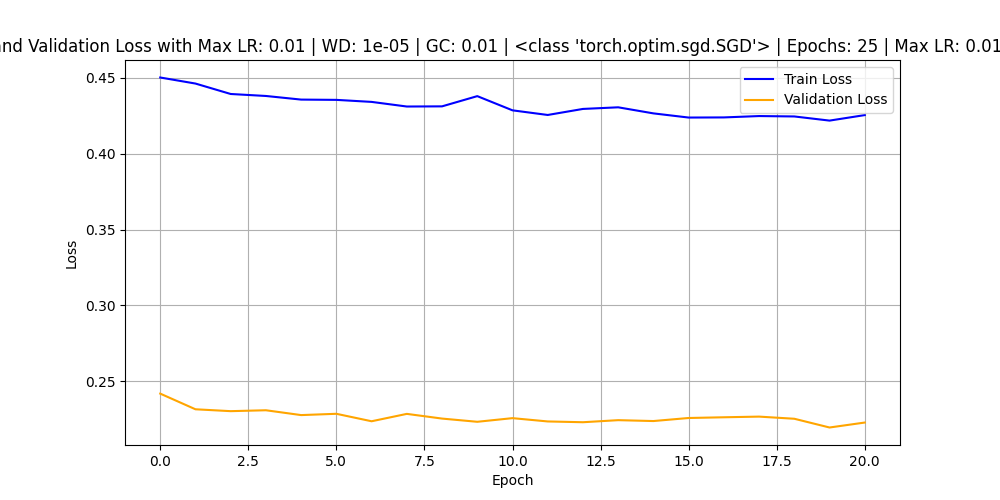 and Validation Loss with Max LR: 0.01 | WD: 1e-05 | GC: 0.01 | <class 'torch.optim.sgd.SGD'> | Epochs: 25 | Max LR: 0.01
Train Loss
Validation Loss
0.45
0.40
0.35
0.30
0.25
Loss
0.0 2.5 5.0 7.5 10.0 12.5 15.0 17.5 20.0
Epoch